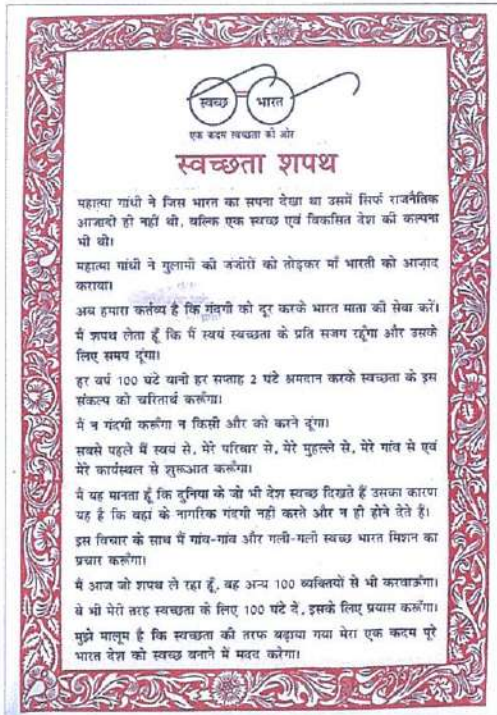 स्वच्छ भारत
एक कदम स्वच्छता की ओर
स्वच्छता शपथ
महात्मा गांधी ने जिस भारत का सपना देखा था उसमें सिर्फ राजनैतिक
आजादी ही नहीं थी, बल्कि एक स्वच्छ एवं विकसित देश की कल्पना
भी थी।
महात्मा गांधी ने गुलामी की जंजीरों को तोड़कर माँ भारती को आज़ाद
कराया।
अब हमारा कर्तव्य है कि गंदगी को दूर करके भारत माता की सेवा करें।
मैं शपथ लेता हूँ कि मैं स्वयं स्वच्छता के प्रति सजग रहूँगा और उसके
लिए समय दूंगा।
हर वर्ष 100 घंटे यानी हर सप्ताह 2 घंटे श्रमदान करके स्वच्छता के इस
संकल्प को चरितार्थ करूँगा।
मैं न गंदगी करूँगा न किसी और को करने दूंगा।
सबसे पहले मैं स्वयं से, मेरे परिवार से, मेरे मुहल्ले से, मेरे गांव से एवं
मेरे कार्यस्थल से शुरूआत करूँगा।
मैं यह मानता हूँ कि दुनिया के जो भी देश स्वच्छ दिखते हैं उसका कारण
यह है कि वहां के नागरिक गंदगी नहीं करते और न ही होने देते हैं।
इस विचार के साथ मैं गांव-गांव और गली-गली स्वच्छ भारत मिशन का
प्रचार करूँगा।
मैं आज जो शपथ ले रहा हूँ, वह अन्य 100 व्यक्तियों से भी करवाऊँगा।
वे भी मेरी तरह स्वच्छता के लिए 100 घंटे दें, इसके लिए प्रयास करूँगा।
मुझे मालूम है कि स्वच्छता की तरफ बढ़ाया गया मेरा एक कदम पूरे
भारत देश को स्वच्छ बनाने में मदद करेगा।